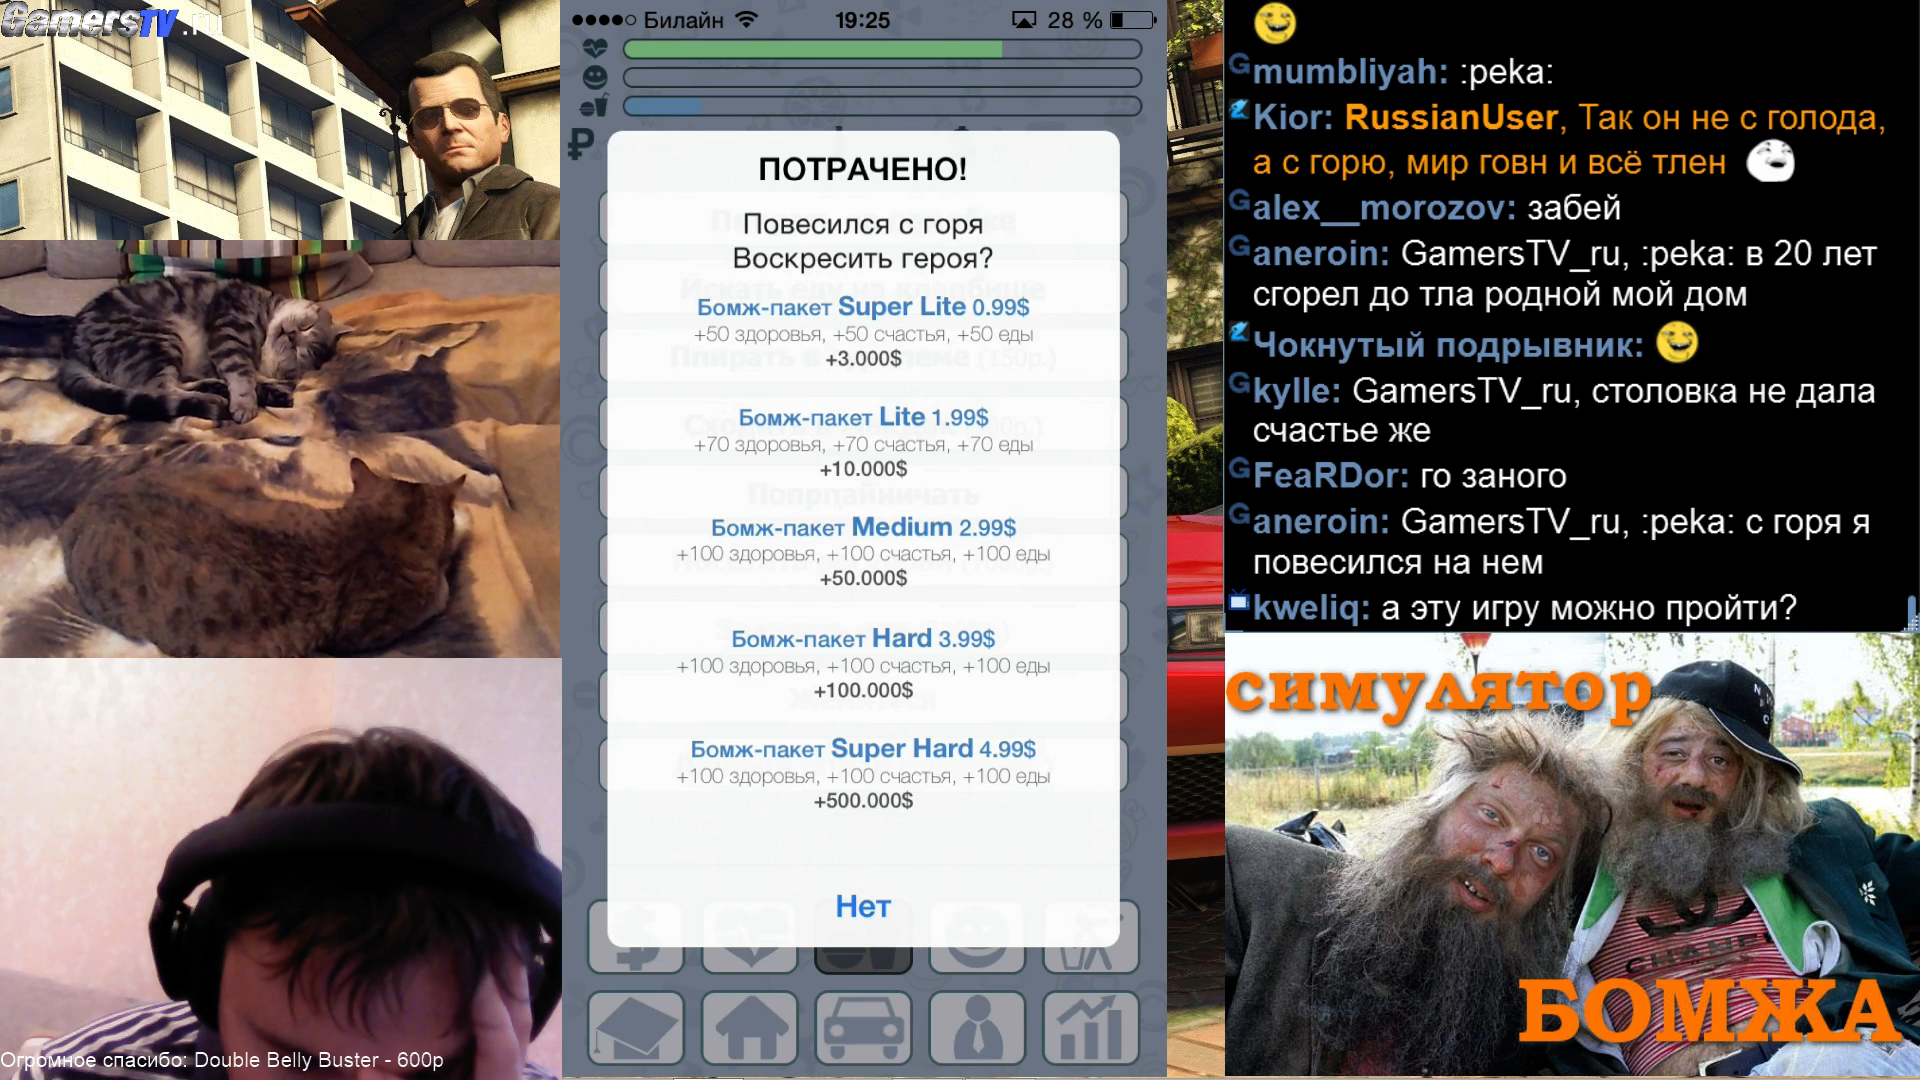 GamersTV.ru
Билайн 19:25 28 %
ПОТРАЧЕНО!
Повесился с горя
Воскресить героя?
Бомж-пакет Super Lite 0.99$
+50 здоровья, +50 счастья, +50 еды
+3.000$
Бомж-пакет Lite 1.99$
+70 здоровья, +70 счастья, +70 еды
+10.000$
Бомж-пакет Medium 2.99$
+100 здоровья, +100 счастья, +100 еды
+50.000$
Бомж-пакет Hard 3.99$
+100 здоровья, +100 счастья, +100 еды
+100.000$
Бомж-пакет Super Hard 4.99$
+100 здоровья, +100 счастья, +100 еды
+500.000$
Нет
mumbliyah: :peka:
Kior: RussianUser, Так он не с голода,
а с горю, мир говн и всё тлен
alex__morozov: забей
aneroin: GamersTV_ru, :peka: в 20 лет
сгорел до тла родной мой дом
Чокнутый подрывник:
kylle: GamersTV_ru, столовка не дала
счастье же
FeaRDor: го заного
aneroin: GamersTV_ru, :peka: с горя я
повесился на нем
kweliq: а эту игру можно пройти?
симулятор
БОМЖА
CHANEL
Огромное спасибо: Double Belly Buster - 600р